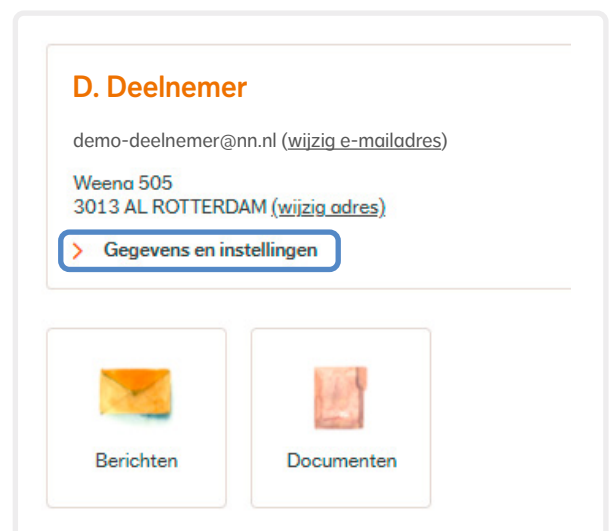 D. Deelnemer
demo-deelnemer@nn.nl (wijzig e-mailadres)
Weena 505
3013 AL ROTTERDAM (wijzig adres)
Gegevens en instellingen
Berichten
Documenten